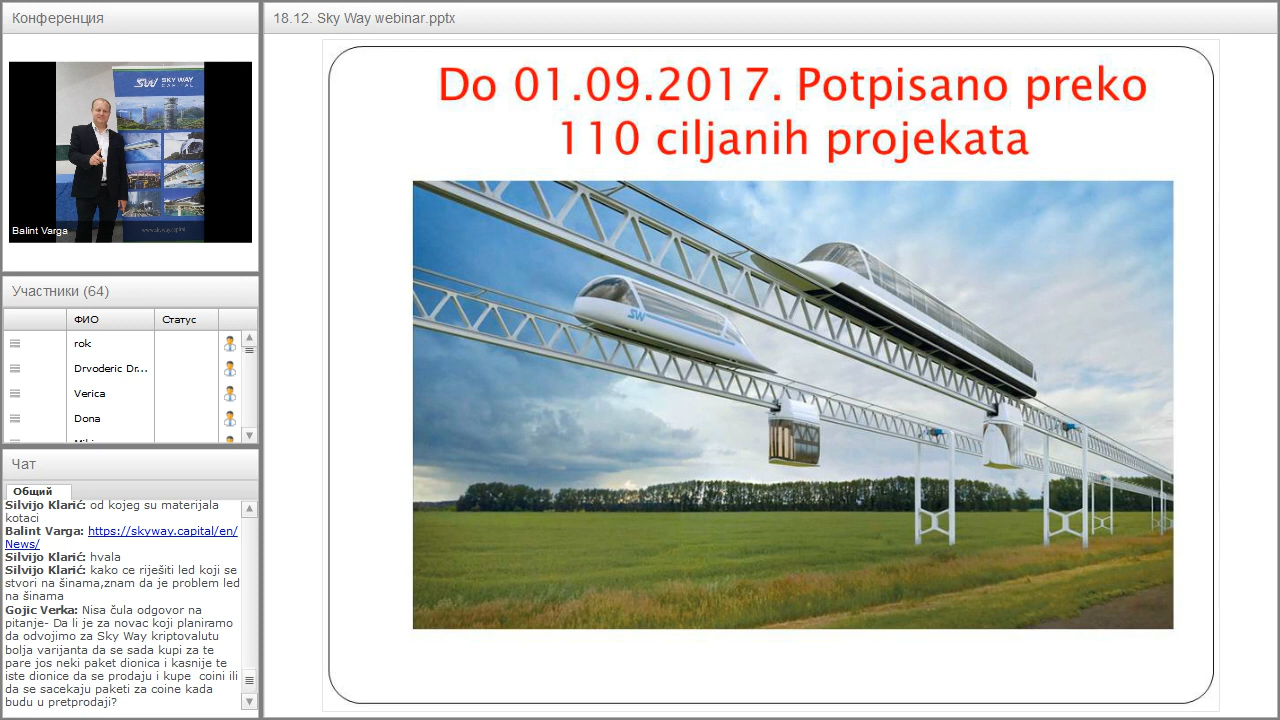 Конференция
SKY WAY
CAPITAL
Balint Varga
Участники (64)
ФИО Статус
rok
Drvoderic Dr...
Verica
Dona
Чат
Общий
Silvijo Klarić: od kojeg su materijala
kotaci
Balint Varga: https://skyway.capital/en/
News/
Silvijo Klarić: hvala
Silvijo Klarić: kako ce riješiti led koji se
stvori na šinama,znam da je problem led
na šinama
Gojic Verka: Nisa čula odgovor na
pitanje- Da li je za novac koji planiramo
da odvojimo za Sky Way kriptovalutu
bolja varijanta da se sada kupi za te
pare jos neki paket dionica i kasnije te
iste dionice da se prodaju i kupe coini ili
da se sacekaju paketi za coine kada
budu u pretprodaji?
18.12. Sky Way webinar.pptx
Do 01.09.2017. Potpisano preko
110 ciljanih projekata
SW